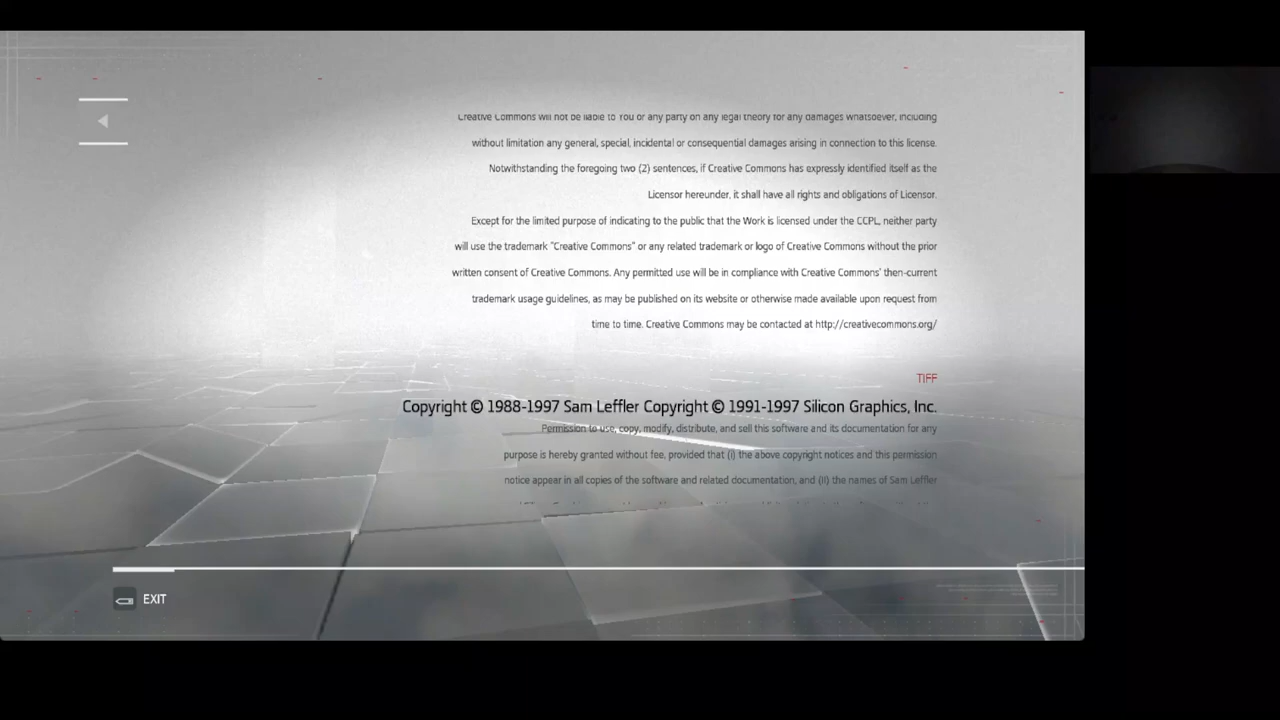 Creative Commons will not be liable to You or any party on any legal theory for any damages whatsoever, including
without limitation any general, special, incidental or consequential damages arising in connection to this license.
Notwithstanding the foregoing two (2) sentences, if Creative Commons has expressly identified itself as the
Licensor hereunder, it shall have all rights and obligations of Licensor.
Except for the limited purpose of indicating to the public that the Work is licensed under the CCPL, neither party
will use the trademark "Creative Commons" or any related trademark or logo of Creative Commons without the prior
written consent of Creative Commons. Any permitted use will be in compliance with Creative Commons' then-current
trademark usage guidelines, as may be published on its website or otherwise made available upon request from
time to time. Creative Commons may be contacted at http://creativecommons.org/
TIFF
Copyright © 1988-1997 Sam Leffler Copyright © 1991-1997 Silicon Graphics, Inc.
Permission to use, copy, modify, distribute, and sell this software and its documentation for any
purpose is hereby granted without fee, provided that (i) the above copyright notices and this permission
notice appear in all copies of the software and related documentation, and (ii) the names of Sam Leffler
EXIT